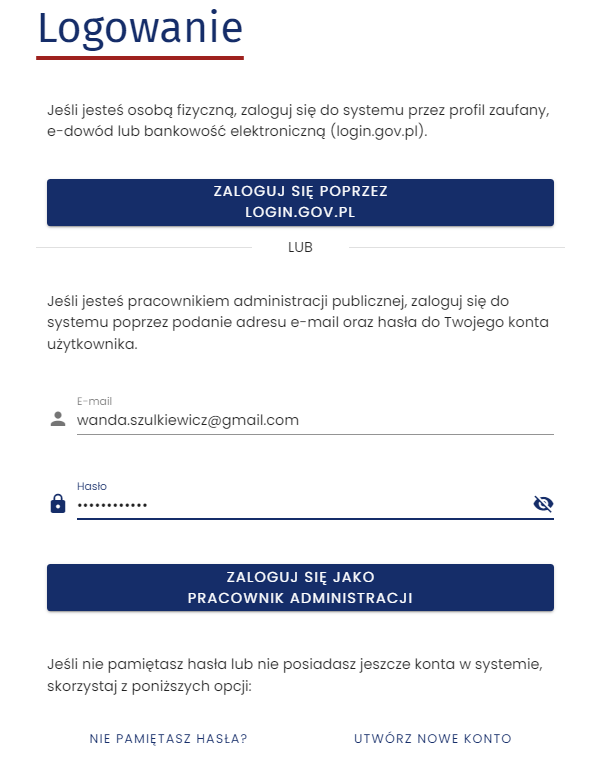 Logowanie
Jeśli jesteś osobą fizyczną, zaloguj się do systemu przez profil zaufany,
e-dowód lub bankowość elektroniczną (login.gov.pl).
ZALOGUJ SIĘ POPRZEZ
LOGIN.GOV.PL
LUB
Jeśli jesteś pracownikiem administracji publicznej, zaloguj się do
systemu poprzez podanie adresu e-mail oraz hasła do Twojego konta
użytkownika.
E-mail
wanda.szulkiewicz@gmail.com
Hasło
••••••••••••
ZALOGUJ SIĘ JAKO
PRACOWNIK ADMINISTRACJI
Jeśli nie pamiętasz hasła lub nie posiadasz jeszcze konta w systemie,
skorzystaj z poniższych opcji:
NIE PAMIĘTASZ HASŁA? UTWÓRZ NOWE KONTO